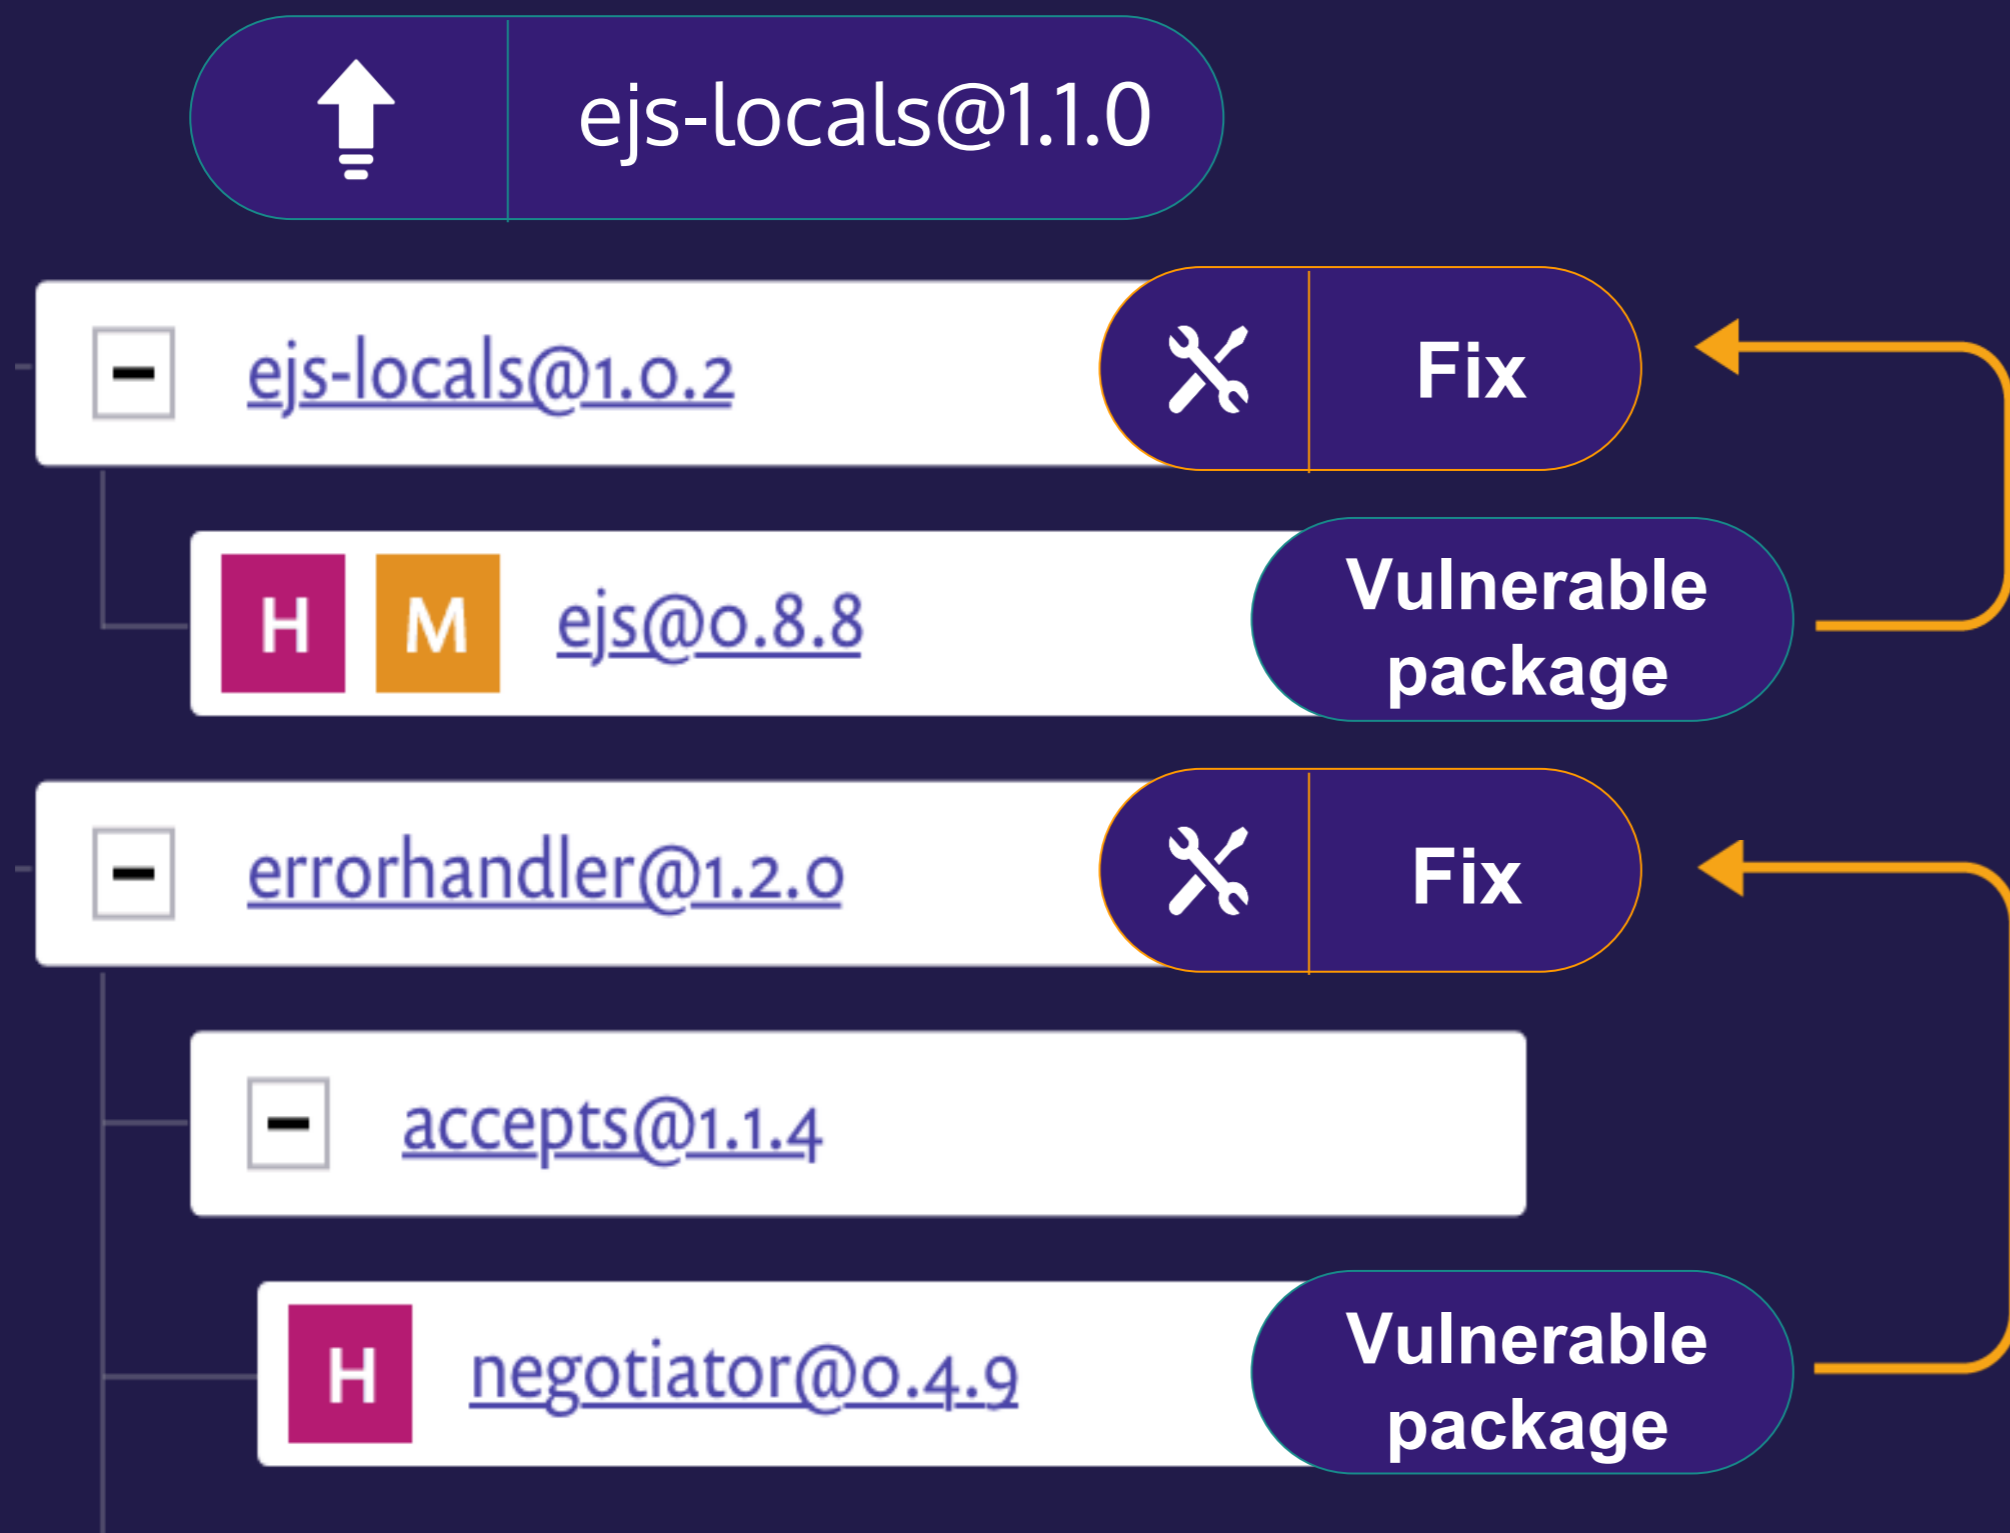 ejs-locals@1.1.0
ejs-locals@1.0.2
Fix
H M ejs@0.8.8
Vulnerable
package
errorhandler@1.2.0
Fix
accepts@1.1.4
H negotiator@0.4.9
Vulnerable
package